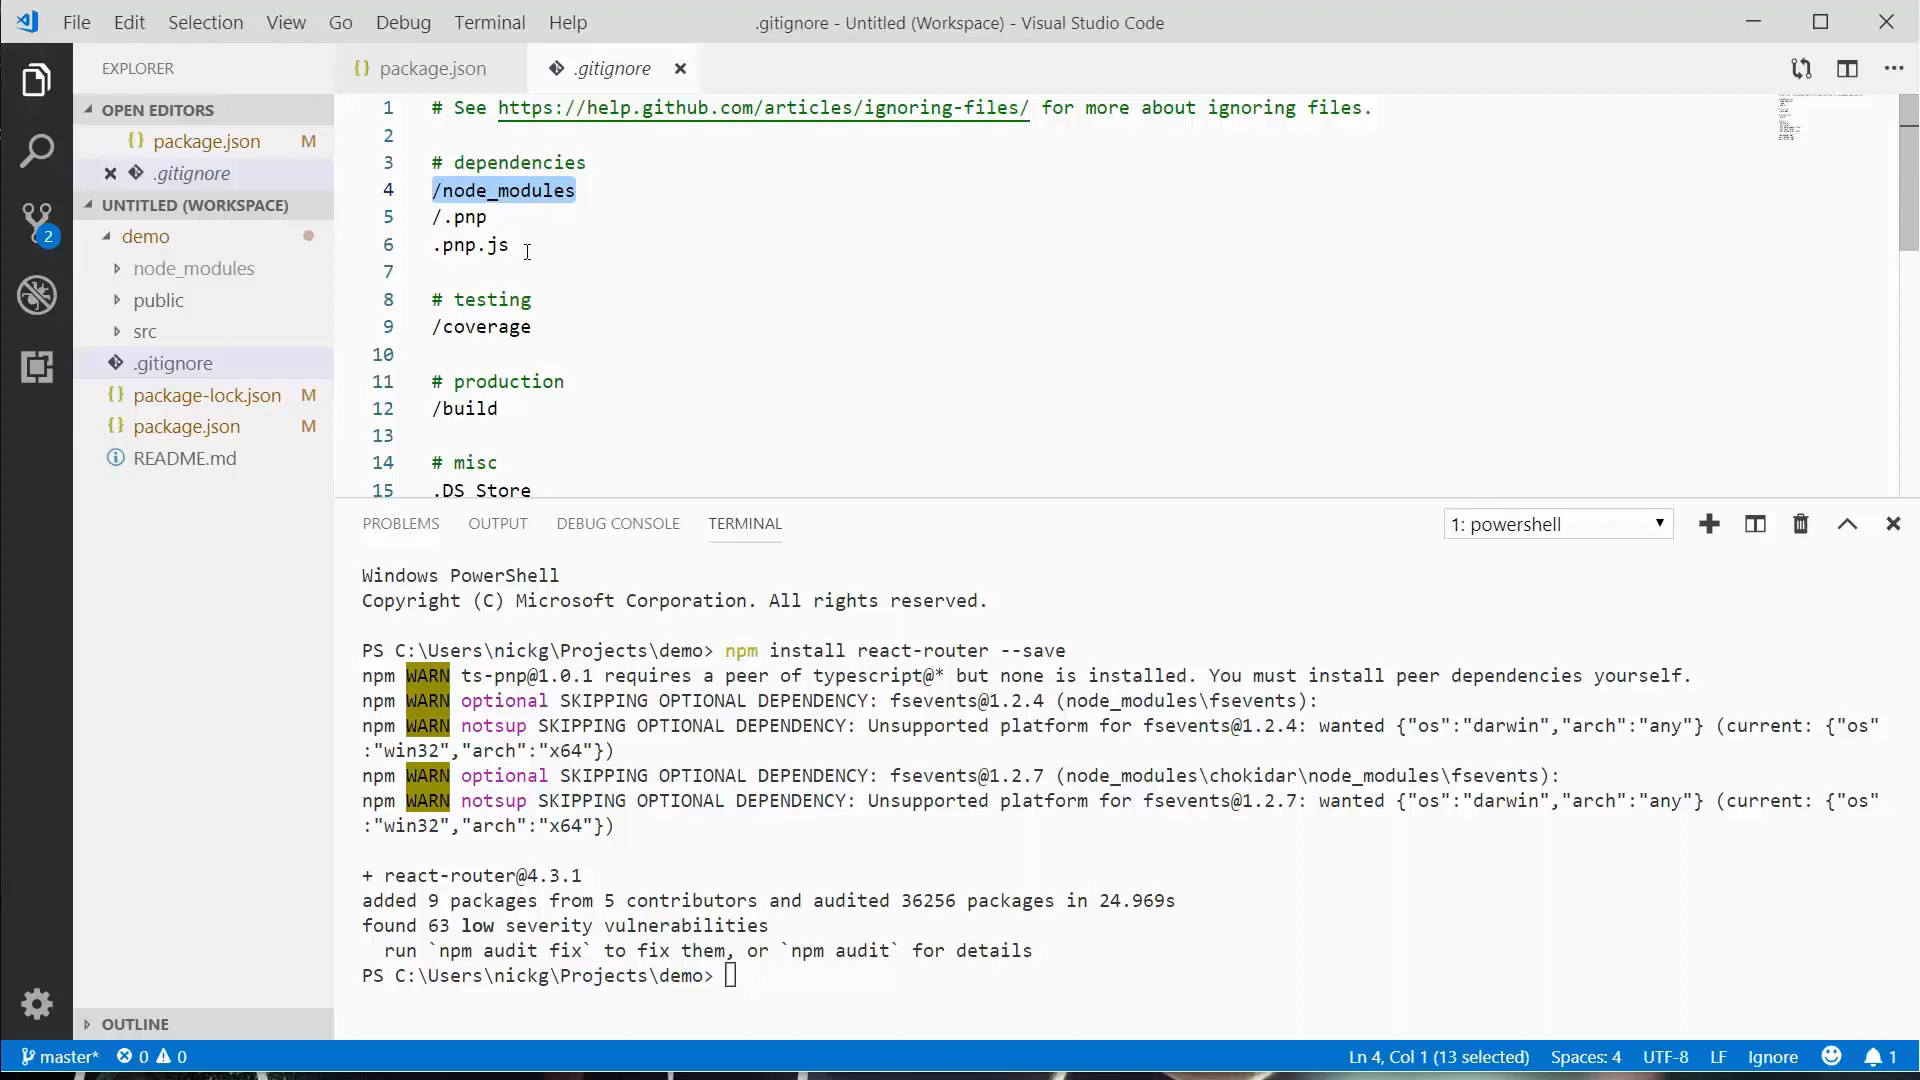 File Edit Selection View Go Debug Terminal Help
.gitignore - Untitled (Workspace) - Visual Studio Code
EXPLORER
OPEN EDITORS
package.json M
.gitignore
UNTITLED (WORKSPACE)
demo
node_modules
public
src
.gitignore
package-lock.json M
package.json M
README.md
OUTLINE
2
{} package.json
.gitignore
1 # See https://help.github.com/articles/ignoring-files/ for more about ignoring files.
2
3 # dependencies
4 /node_modules
5 /.pnp
6 .pnp.js
7
8 # testing
9 /coverage
10
11 # production
12 /build
13
14 # misc
15 .DS_Store
PROBLEMS OUTPUT DEBUG CONSOLE TERMINAL
1: powershell
Windows PowerShell
Copyright (C) Microsoft Corporation. All rights reserved.
PS C:\Users\nickg\Projects\demo> npm install react-router --save
npm WARN ts-pnp@1.0.1 requires a peer of typescript@* but none is installed. You must install peer dependencies yourself.
npm WARN optional SKIPPING OPTIONAL DEPENDENCY: fsevents@1.2.4 (node_modules\fsevents):
npm WARN notsup SKIPPING OPTIONAL DEPENDENCY: Unsupported platform for fsevents@1.2.4: wanted {"os":"darwin","arch":"any"} (current: {"os"
:"win32","arch":"x64"})
npm WARN optional SKIPPING OPTIONAL DEPENDENCY: fsevents@1.2.7 (node_modules\chokidar\node_modules\fsevents):
npm WARN notsup SKIPPING OPTIONAL DEPENDENCY: Unsupported platform for fsevents@1.2.7: wanted {"os":"darwin","arch":"any"} (current: {"os"
:"win32","arch":"x64"})
+ react-router@4.3.1
added 9 packages from 5 contributors and audited 36256 packages in 24.969s
found 63 low severity vulnerabilities
run `npm audit fix` to fix them, or `npm audit` for details
PS C:\Users\nickg\Projects\demo>
master* 0 0
Ln 4, Col 1 (13 selected) Spaces: 4 UTF-8 LF Ignore 1